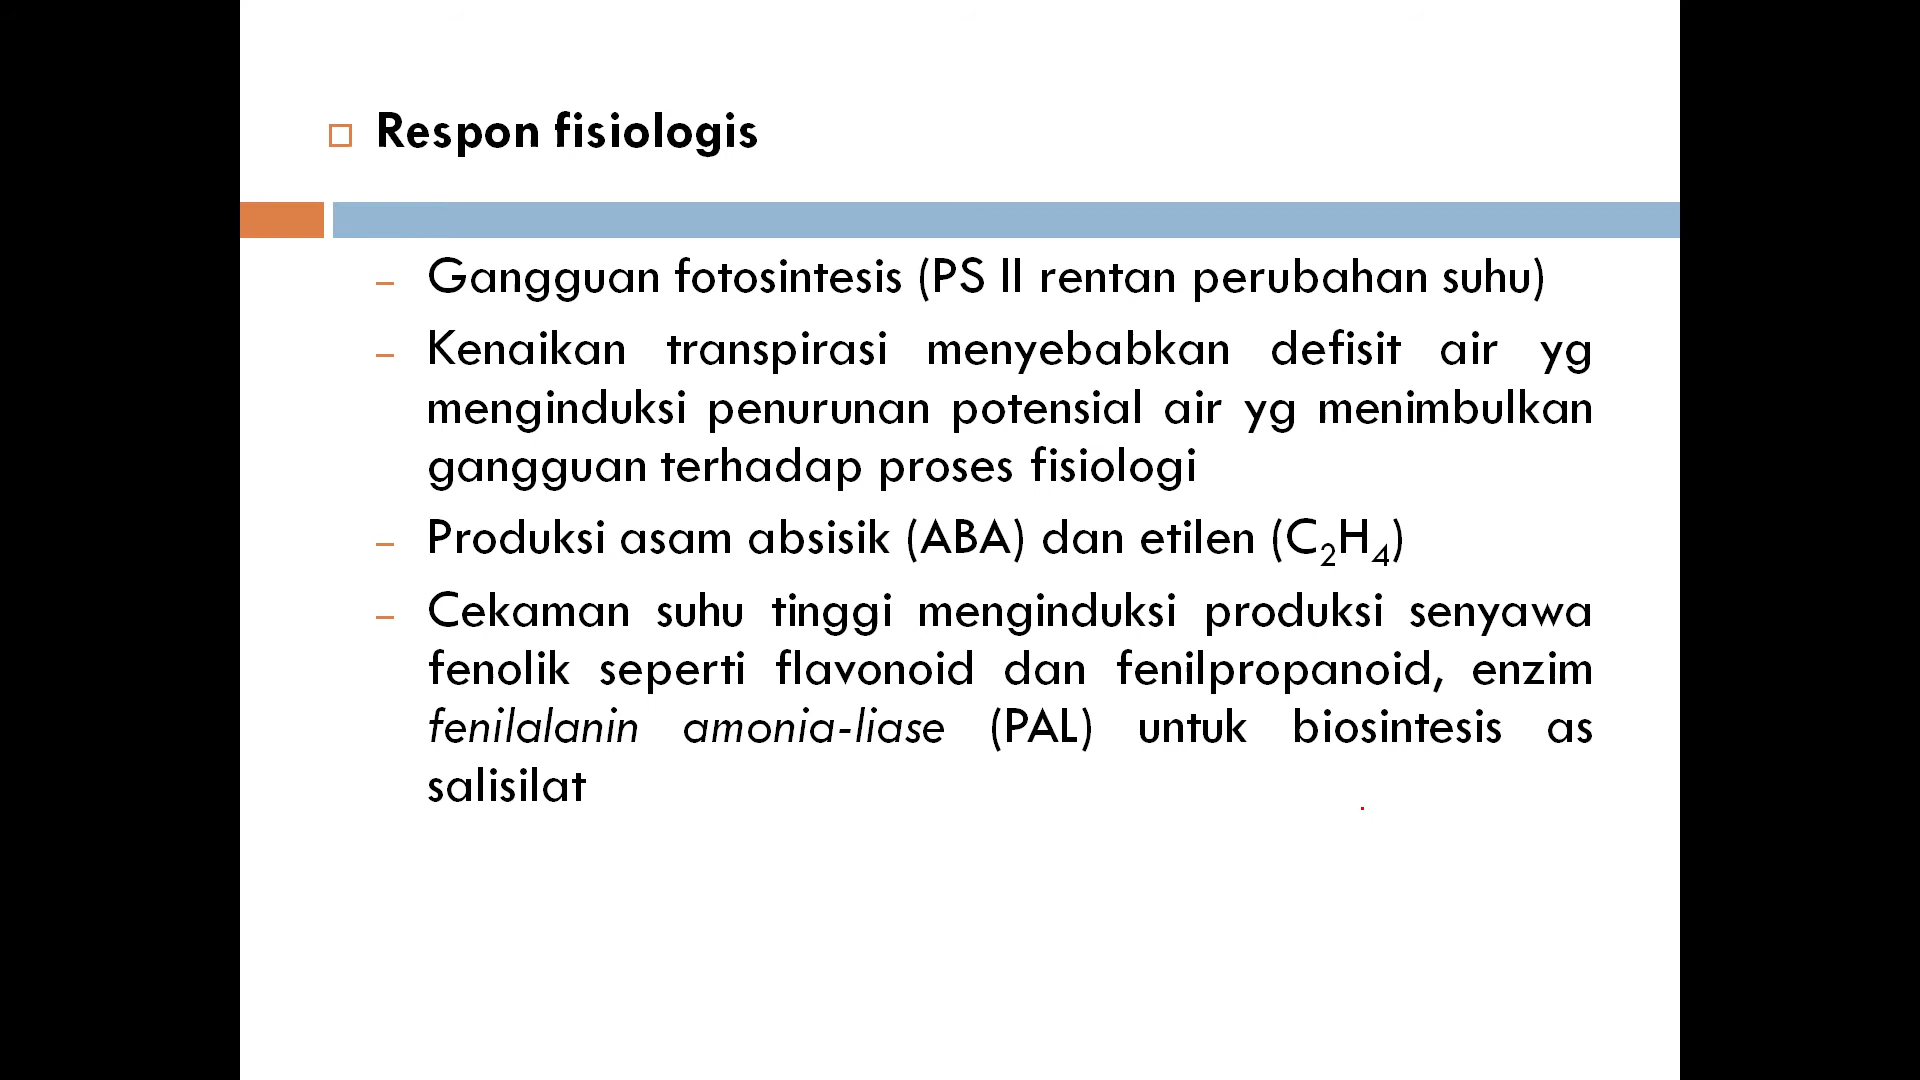 Respon fisiologis
– Gangguan fotosintesis (PS II rentan perubahan suhu)
– Kenaikan transpirasi menyebabkan defisit air yg
menginduksi penurunan potensial air yg menimbulkan
gangguan terhadap proses fisiologi
– Produksi asam absisik (ABA) dan etilen (C₂H₄)
– Cekaman suhu tinggi menginduksi produksi senyawa
fenolik seperti flavonoid dan fenilpropanoid, enzim
fenilalanin amonia-liase (PAL) untuk biosintesis as
salisilat